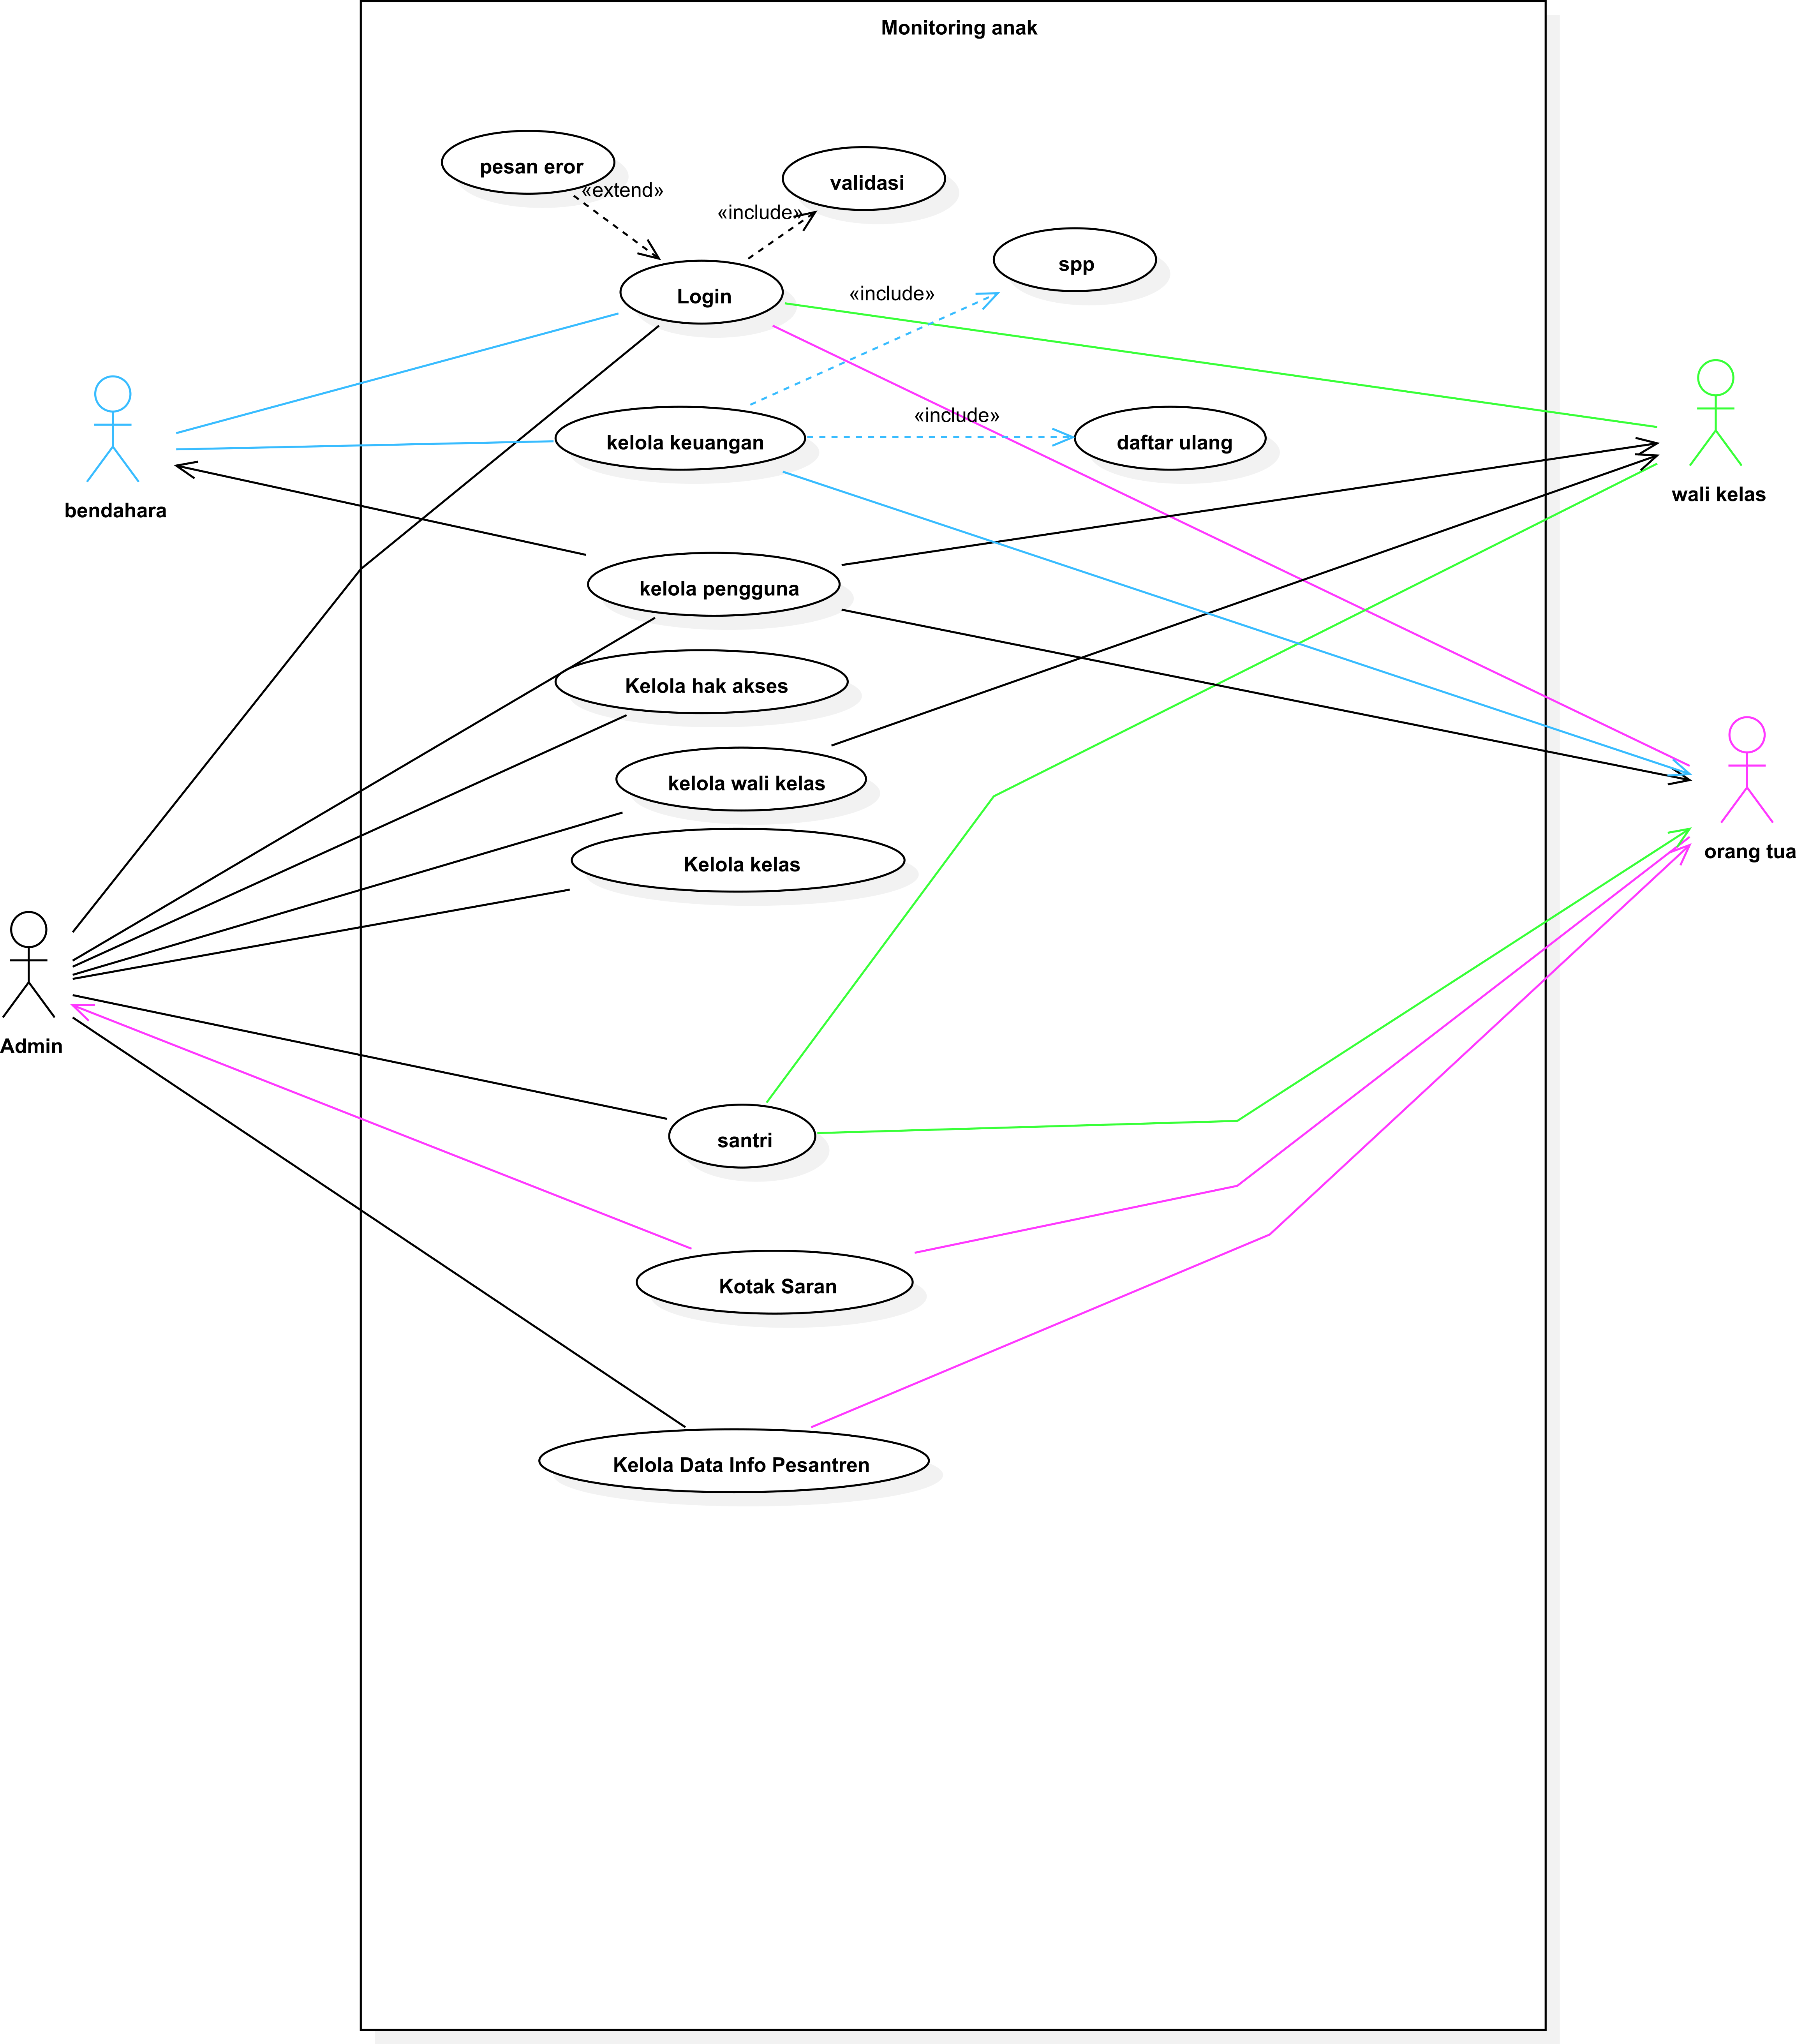 Monitoring anak
pesan eror
«extend»
validasi
«include»
spp
Login
«include»
kelola keuangan
«include»
daftar ulang
bendahara
wali kelas
kelola pengguna
Kelola hak akses
kelola wali kelas
Kelola kelas
orang tua
Admin
santri
Kotak Saran
Kelola Data Info Pesantren